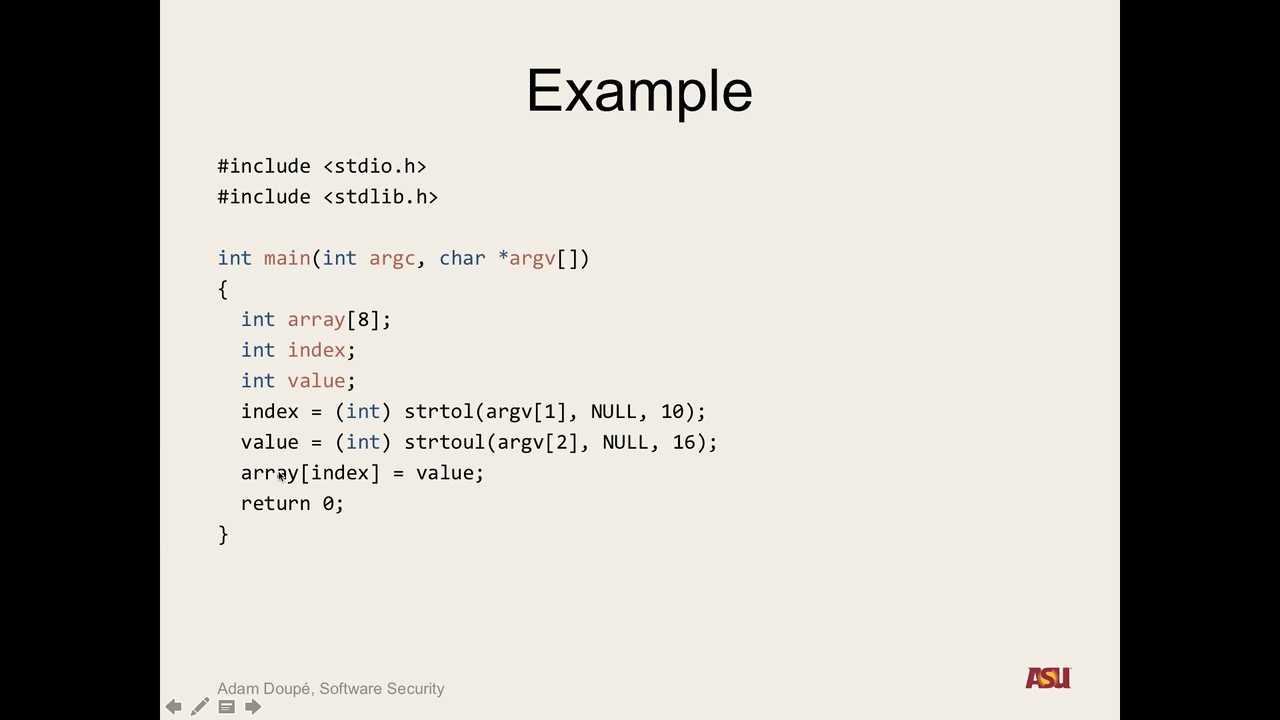 Example
#include <stdio.h>
#include <stdlib.h>
int main(int argc, char *argv[])
{
  int array[8];
  int index;
  int value;
  index = (int) strtol(argv[1], NULL, 10);
  value = (int) strtoul(argv[2], NULL, 16);
  array[index] = value;
  return 0;
}
Adam Doupé, Software Security
ASU